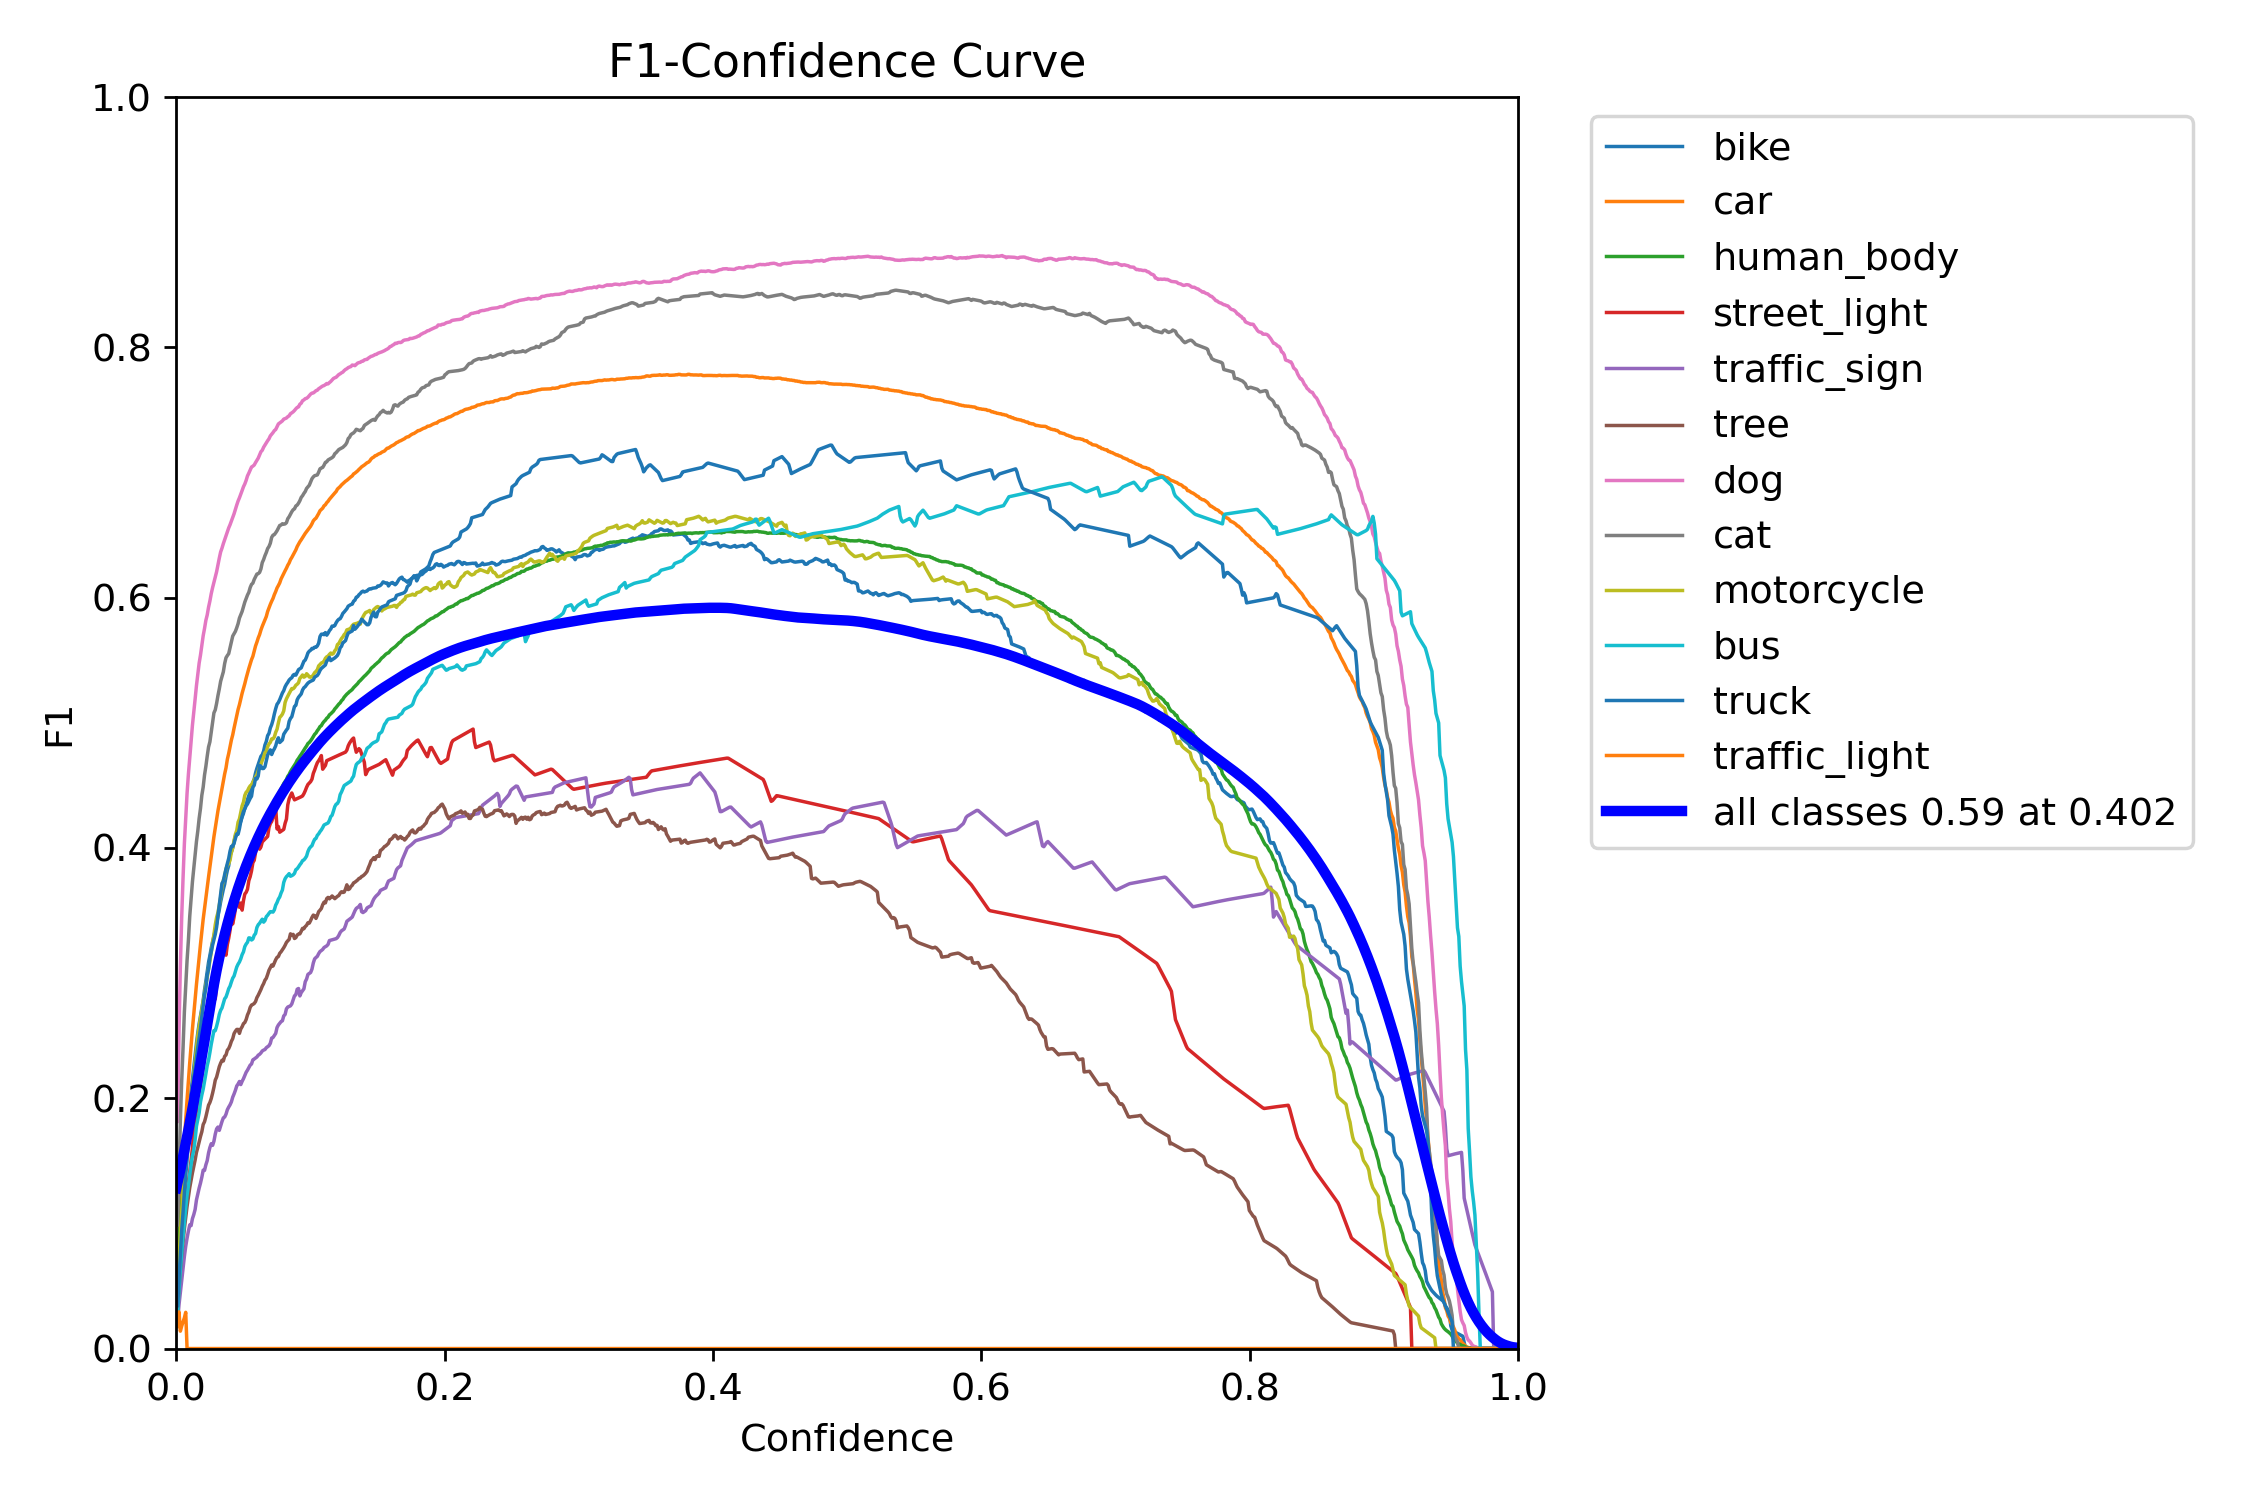 F1-Confidence Curve
1.0
0.8
0.6
0.4
0.2
0.0
F1
0.0 0.2 0.4 0.6 0.8 1.0
Confidence
bike
car
human_body
street_light
traffic_sign
tree
dog
cat
motorcycle
bus
truck
traffic_light
all classes 0.59 at 0.402